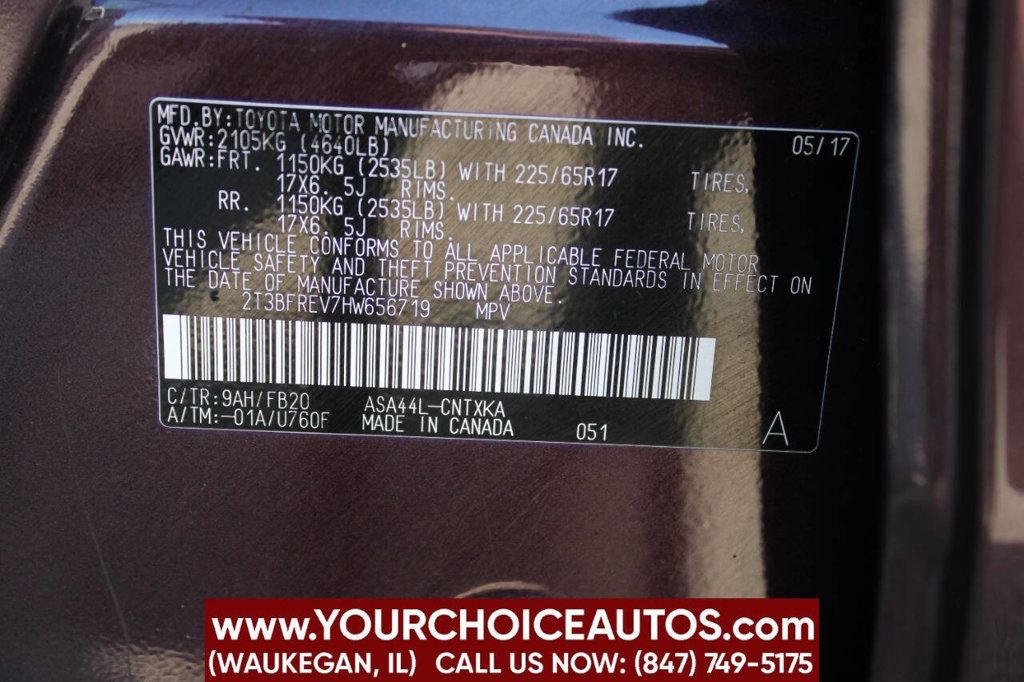 MFD.BY:TOYOTA MOTOR MANUFACTURING CANADA INC. 05/17
GVWR:2105KG (4640LB)
GAWR:FRT. 1150KG (2535LB) WITH 225/65R17 TIRES,
17X6. 5J RIMS.
RR. 1150KG (2535LB) WITH 225/65R17 TIRES,
17X6. 5J RIMS.
THIS VEHICLE CONFORMS TO ALL APPLICABLE FEDERAL MOTOR
VEHICLE SAFETY AND THEFT PREVENTION STANDARDS IN EFFECT ON
THE DATE OF MANUFACTURE SHOWN ABOVE.
2T3BFREV7HW656719 MPV
C/TR:9AH/FB20 ASA44L-CNTXKA
A/TM:-01A/U760F MADE IN CANADA 051 A
www.YOURCHOICEAUTOS.com
(WAUKEGAN, IL) CALL US NOW: (847) 749-5175